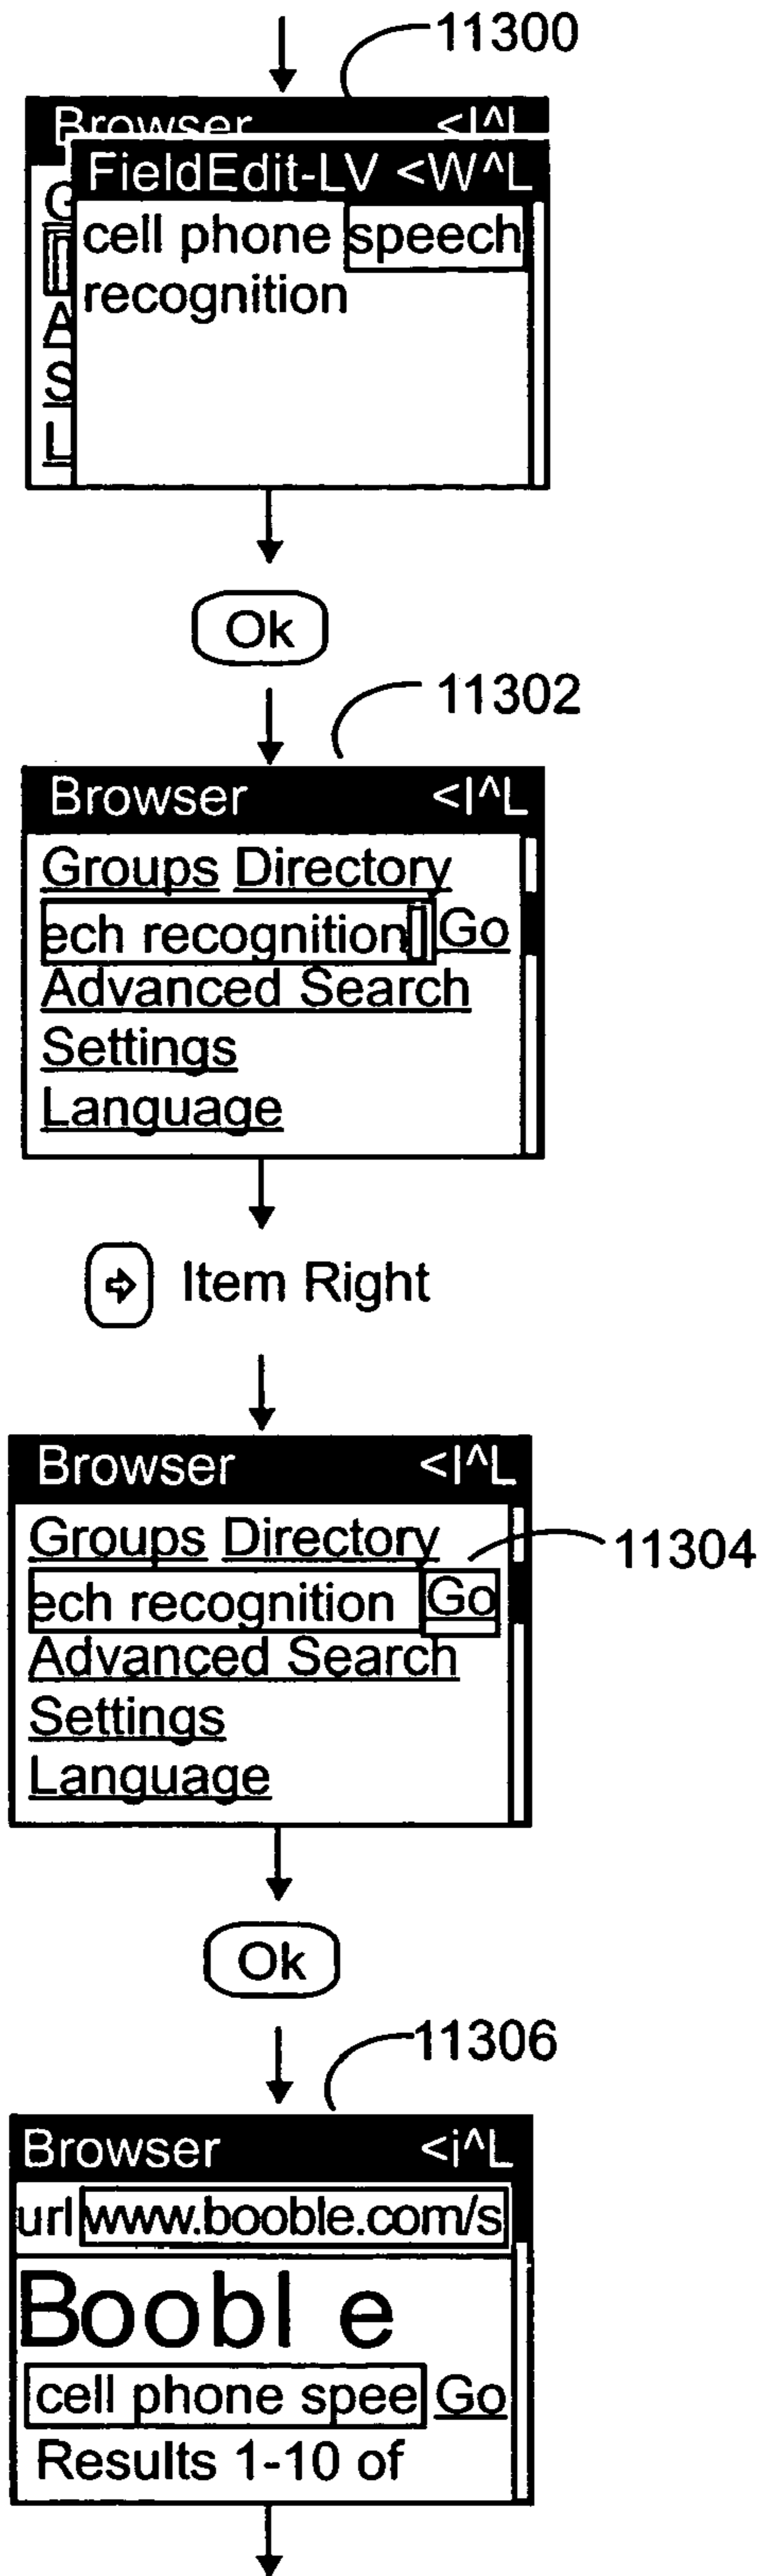 11300
Browser <I^L
FieldEdit-LV <W^L
G
cell phone speech
recognition
A
S
L
Ok
11302
Browser <I^L
Groups Directory
ech recognition Go
Advanced Search
Settings
Language
Item Right
Browser <I^L
Groups Directory
11304
ech recognition Go
Advanced Search
Settings
Language
Ok
11306
Browser <i^L
url www.booble.com/s
Boobl e
cell phone spee Go
Results 1-10 of